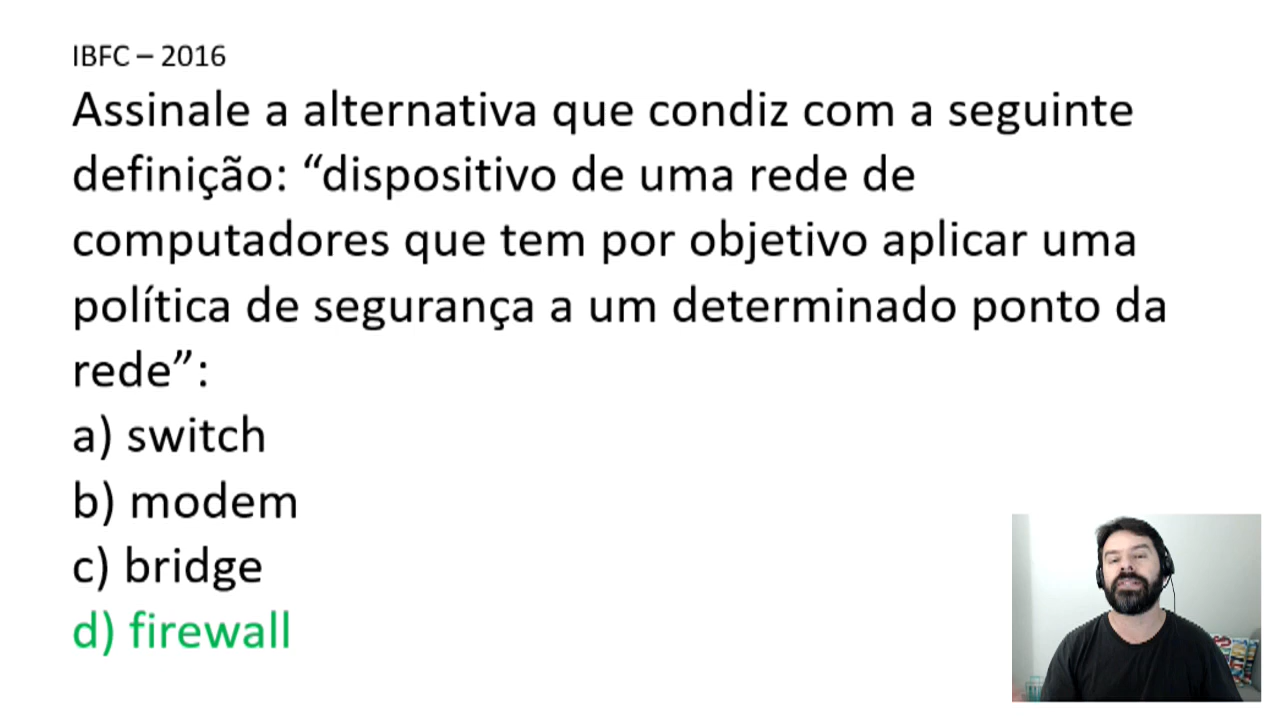 IBFC – 2016
Assinale a alternativa que condiz com a seguinte
definição: “dispositivo de uma rede de
computadores que tem por objetivo aplicar uma
política de segurança a um determinado ponto da
rede”:
a) switch
b) modem
c) bridge
d) firewall